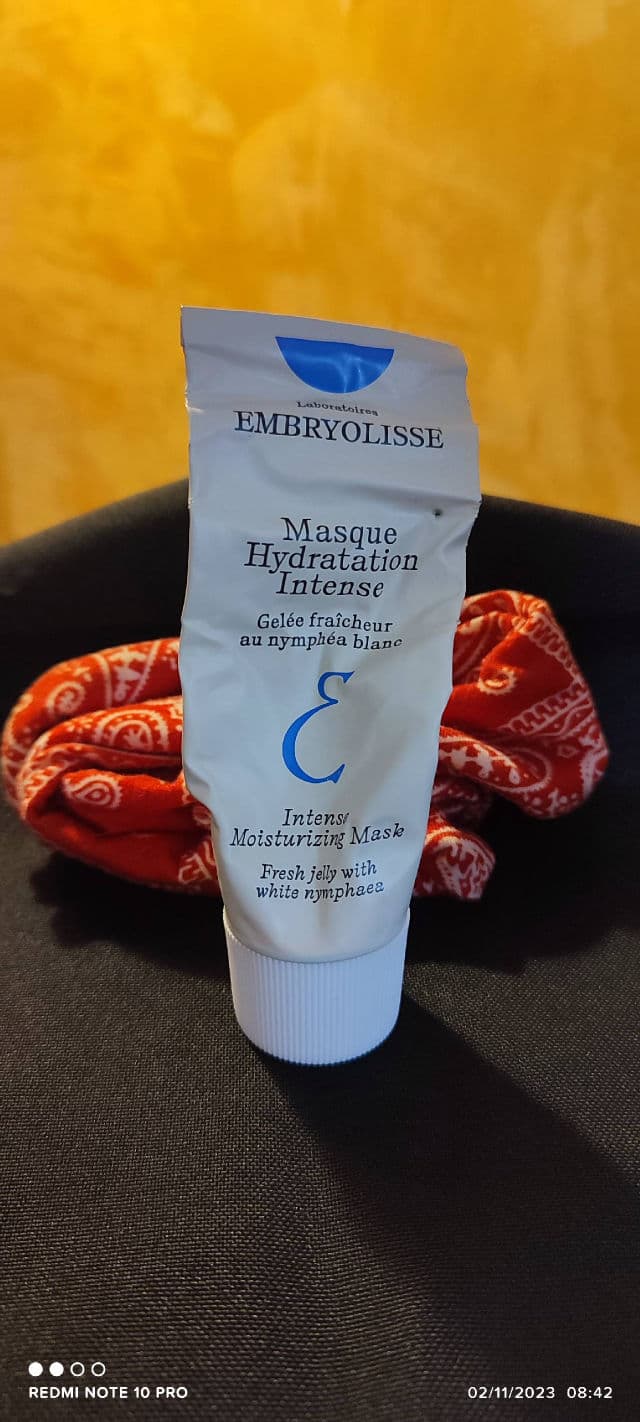 Laboratoires
EMBRYOLISSE
Masque
Hydratation
Intense
Gelée fraîcheur
au nymphéa blanc
Ɛ
Intense
Moisturizing Mask
Fresh jelly with
white nymphaea
REDMI NOTE 10 PRO
02/11/2023 08:42